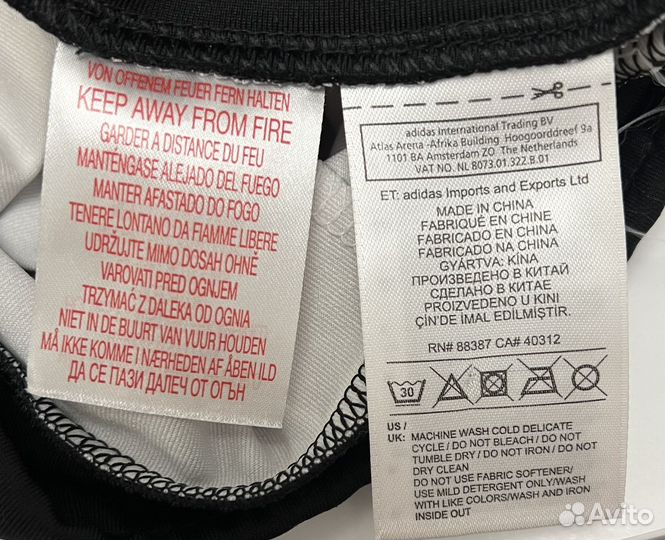 VON OFFENEM FEUER FERN HALTEN
KEEP AWAY FROM FIRE
GARDER A DISTANCE DU FEU
MANTENGASE ALEJADO DEL FUEGO
MANTER AFASTADO DO FOGO
TENERE LONTANO DA FIAMME LIBERE
UDRŽUJTE MIMO DOSAH OHNĚ
VAROVATI PRED OGNJEM
TRZYMAĆ Z DALEKA OD OGNIA
NIET IN DE BUURT VAN VUUR HOUDEN
MÅ IKKE KOMME I NÆRHEDEN AF ÅBEN ILD
ДА СЕ ПАЗИ ДАЛЕЧ ОТ ОГЪН
adidas International Trading BV
Atlas Arena -Afrika Building Hoogoorddreef 9a
1101 BA Amsterdam ZO The Netherlands
VAT NO. NL 8073.01.322.B.01
ET: adidas Imports and Exports Ltd
MADE IN CHINA
FABRIQUÉ EN CHINE
FABRICADO EN CHINA
FABRICADO NA CHINA
GYÁRTVA: KÍNA
ПРОИЗВЕДЕНО В КИТАЙ
СДЕЛАНО В КИТАЕ
PROIZVEDENO U KINI
ÇİN'DE IMAL EDİLMİŞTİR.
RN# 88387 CA# 40312
30
US /
UK: MACHINE WASH COLD DELICATE
CYCLE / DO NOT BLEACH / DO NOT
TUMBLE DRY / DO NOT IRON / DO NOT
DRY CLEAN
DO NOT USE FABRIC SOFTENER/
USE MILD DETERGENT ONLY/WASH
WITH LIKE COLORS/WASH AND IRON
INSIDE OUT
Avito